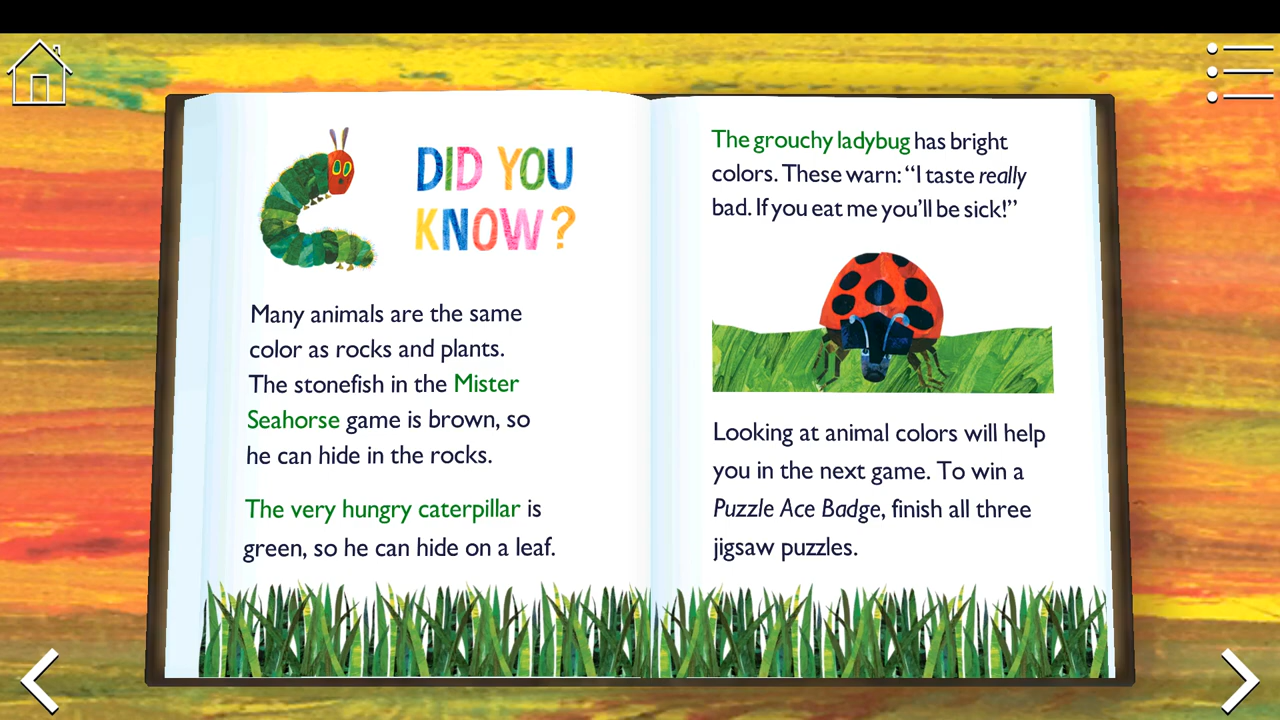 DID YOU
KNOW?
Many animals are the same
color as rocks and plants.
The stonefish in the Mister
Seahorse game is brown, so
he can hide in the rocks.
The very hungry caterpillar is
green, so he can hide on a leaf.
The grouchy ladybug has bright
colors. These warn: “I taste really
bad. If you eat me you’ll be sick!”
Looking at animal colors will help
you in the next game. To win a
Puzzle Ace Badge, finish all three
jigsaw puzzles.